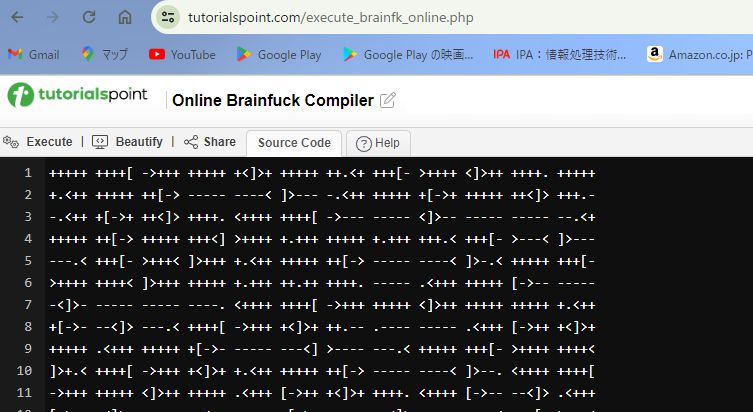 tutorialspoint.com/execute_brainfk_online.php
Gmail マップ YouTube Google Play Google Play の映画... IPA IPA：情報処理技術... Amazon.co.jp: P
tutorialspoint Online Brainfuck Compiler
Execute | Beautify | Share Source Code Help
1 +++++ ++++[ ->+++ +++++ +<]>+ +++++ ++.<+ +++[- >++++ <]>++ ++++. +++++
2 +.<++ +++++ ++[-> ----- ----< ]>--- -.<++ +++++ +[->+ +++++ ++<]> +++.-
3 -.<++ +[->+ ++<]> ++++. <++++ ++++[ ->--- ----- <]>-- ----- ----- --.<+
4 +++++ ++[-> +++++ +++<] >++++ +.+++ +++++ +.+++ +++.< +++[- >---< ]>---
5 ---.< +++[- >+++< ]>+++ +.<++ +++++ ++[-> ----- ----< ]>-.< +++++ +++[-
6 >++++ ++++< ]>+++ +++++ +.+++ ++.++ ++++. ----- .<+++ +++++ [->-- -----
7 -<]>- ----- ----- ----. <++++ ++++[ ->+++ +++++ <]>++ +++++ +++++ +.<++
8 +[->- --<]> ---.< ++++[ ->+++ +<]>+ ++.-- .---- ----- .<+++ [->++ +<]>+
9 +++++ .<+++ +++++ +[->- ----- ---<] >---- ---.< +++++ +++[- >++++ ++++<
10 ]>+.< ++++[ ->+++ +<]>+ +.<++ +++++ ++[-> ----- ----< ]>--. <++++ ++++[
11 ->+++ +++++ <]>++ +++++ .<+++ [->++ +<]>+ ++++. <++++ [->-- --<]> .<+++